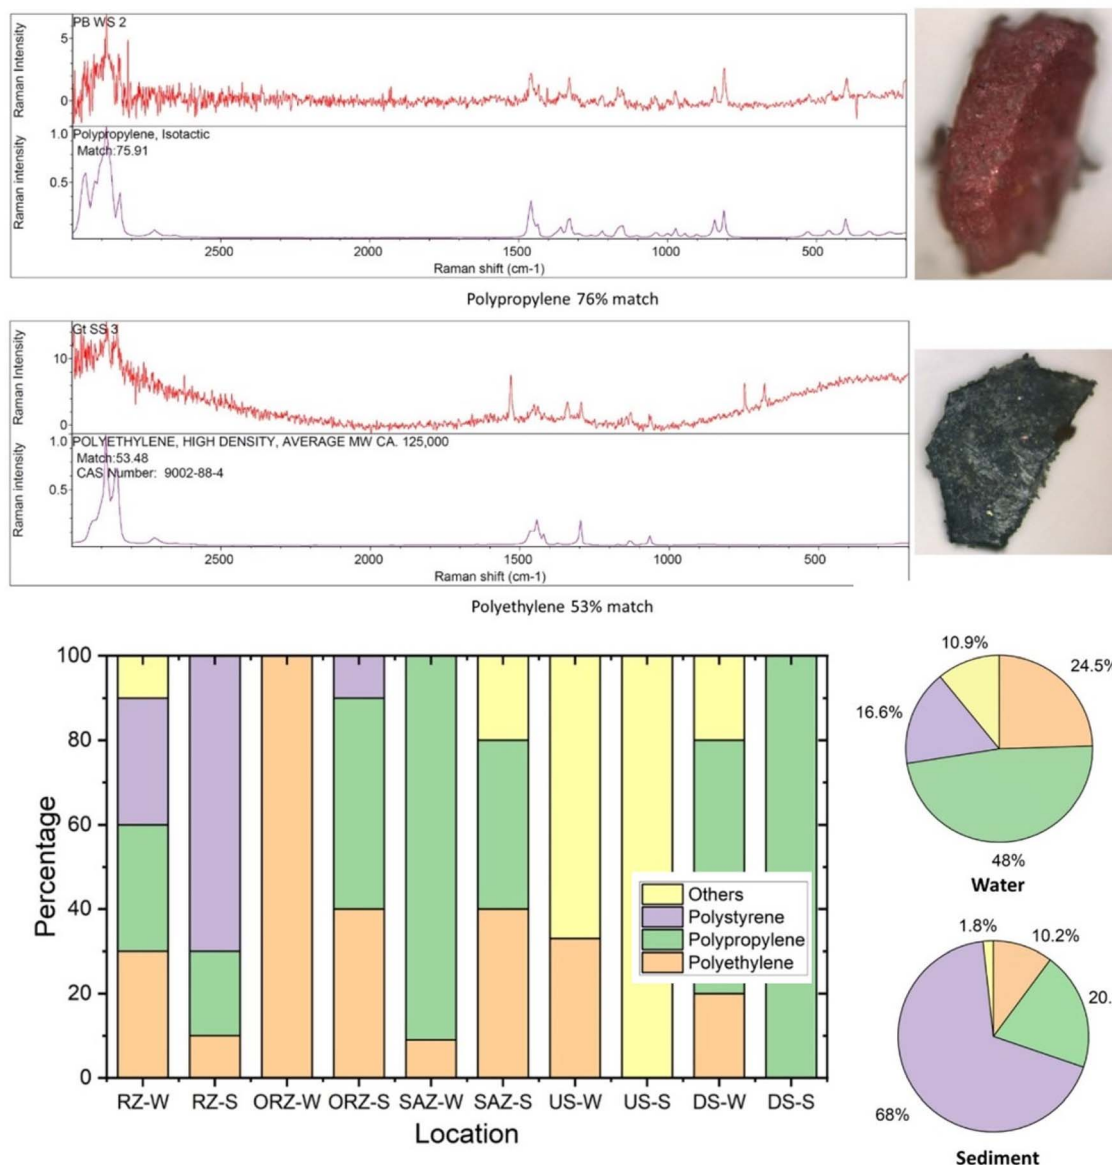 PB WS 2
5
0
Raman Intensity
1.0
Polypropylene, Isotactic
Match:75.91
0.5
Raman intensity
2500 2000 1500 1000 500
Raman shift (cm-1)
Polypropylene 76% match
Gt SS 3
10
0
Raman Intensity
1.0
POLYETHYLENE, HIGH DENSITY, AVERAGE MW CA. 125,000
Match:53.48
CAS Number: 9002-88-4
0.5
Raman intensity
2500 2000 1500 1000 500
Raman shift (cm-1)
Polyethylene 53% match
100
80
60
40
20
0
Percentage
Others
Polystyrene
Polypropylene
Polyethylene
RZ-W RZ-S ORZ-W ORZ-S SAZ-W SAZ-S US-W US-S DS-W DS-S
Location
10.9%
24.5%
16.6%
48%
Water
1.8%
10.2%
20.
68%
Sediment